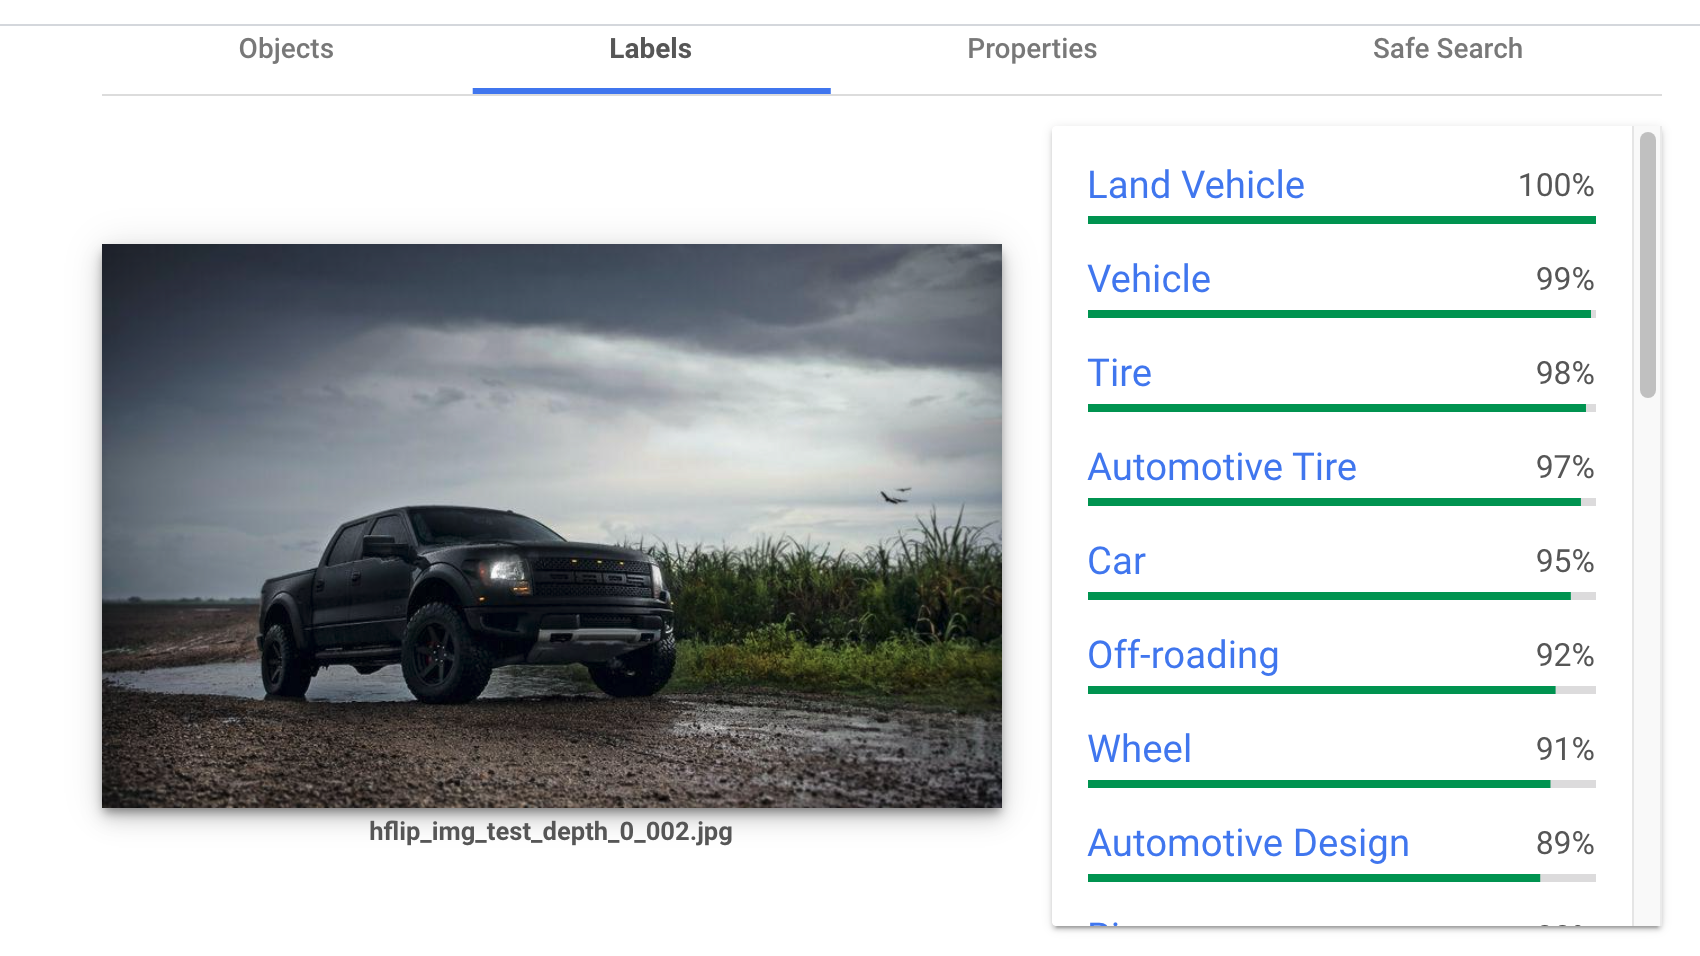 Objects
Labels
Properties
Safe Search
Land Vehicle 100%
Vehicle 99%
Tire 98%
Automotive Tire 97%
Car 95%
Off-roading 92%
Wheel 91%
Automotive Design 89%
hflip_img_test_depth_0_002.jpg